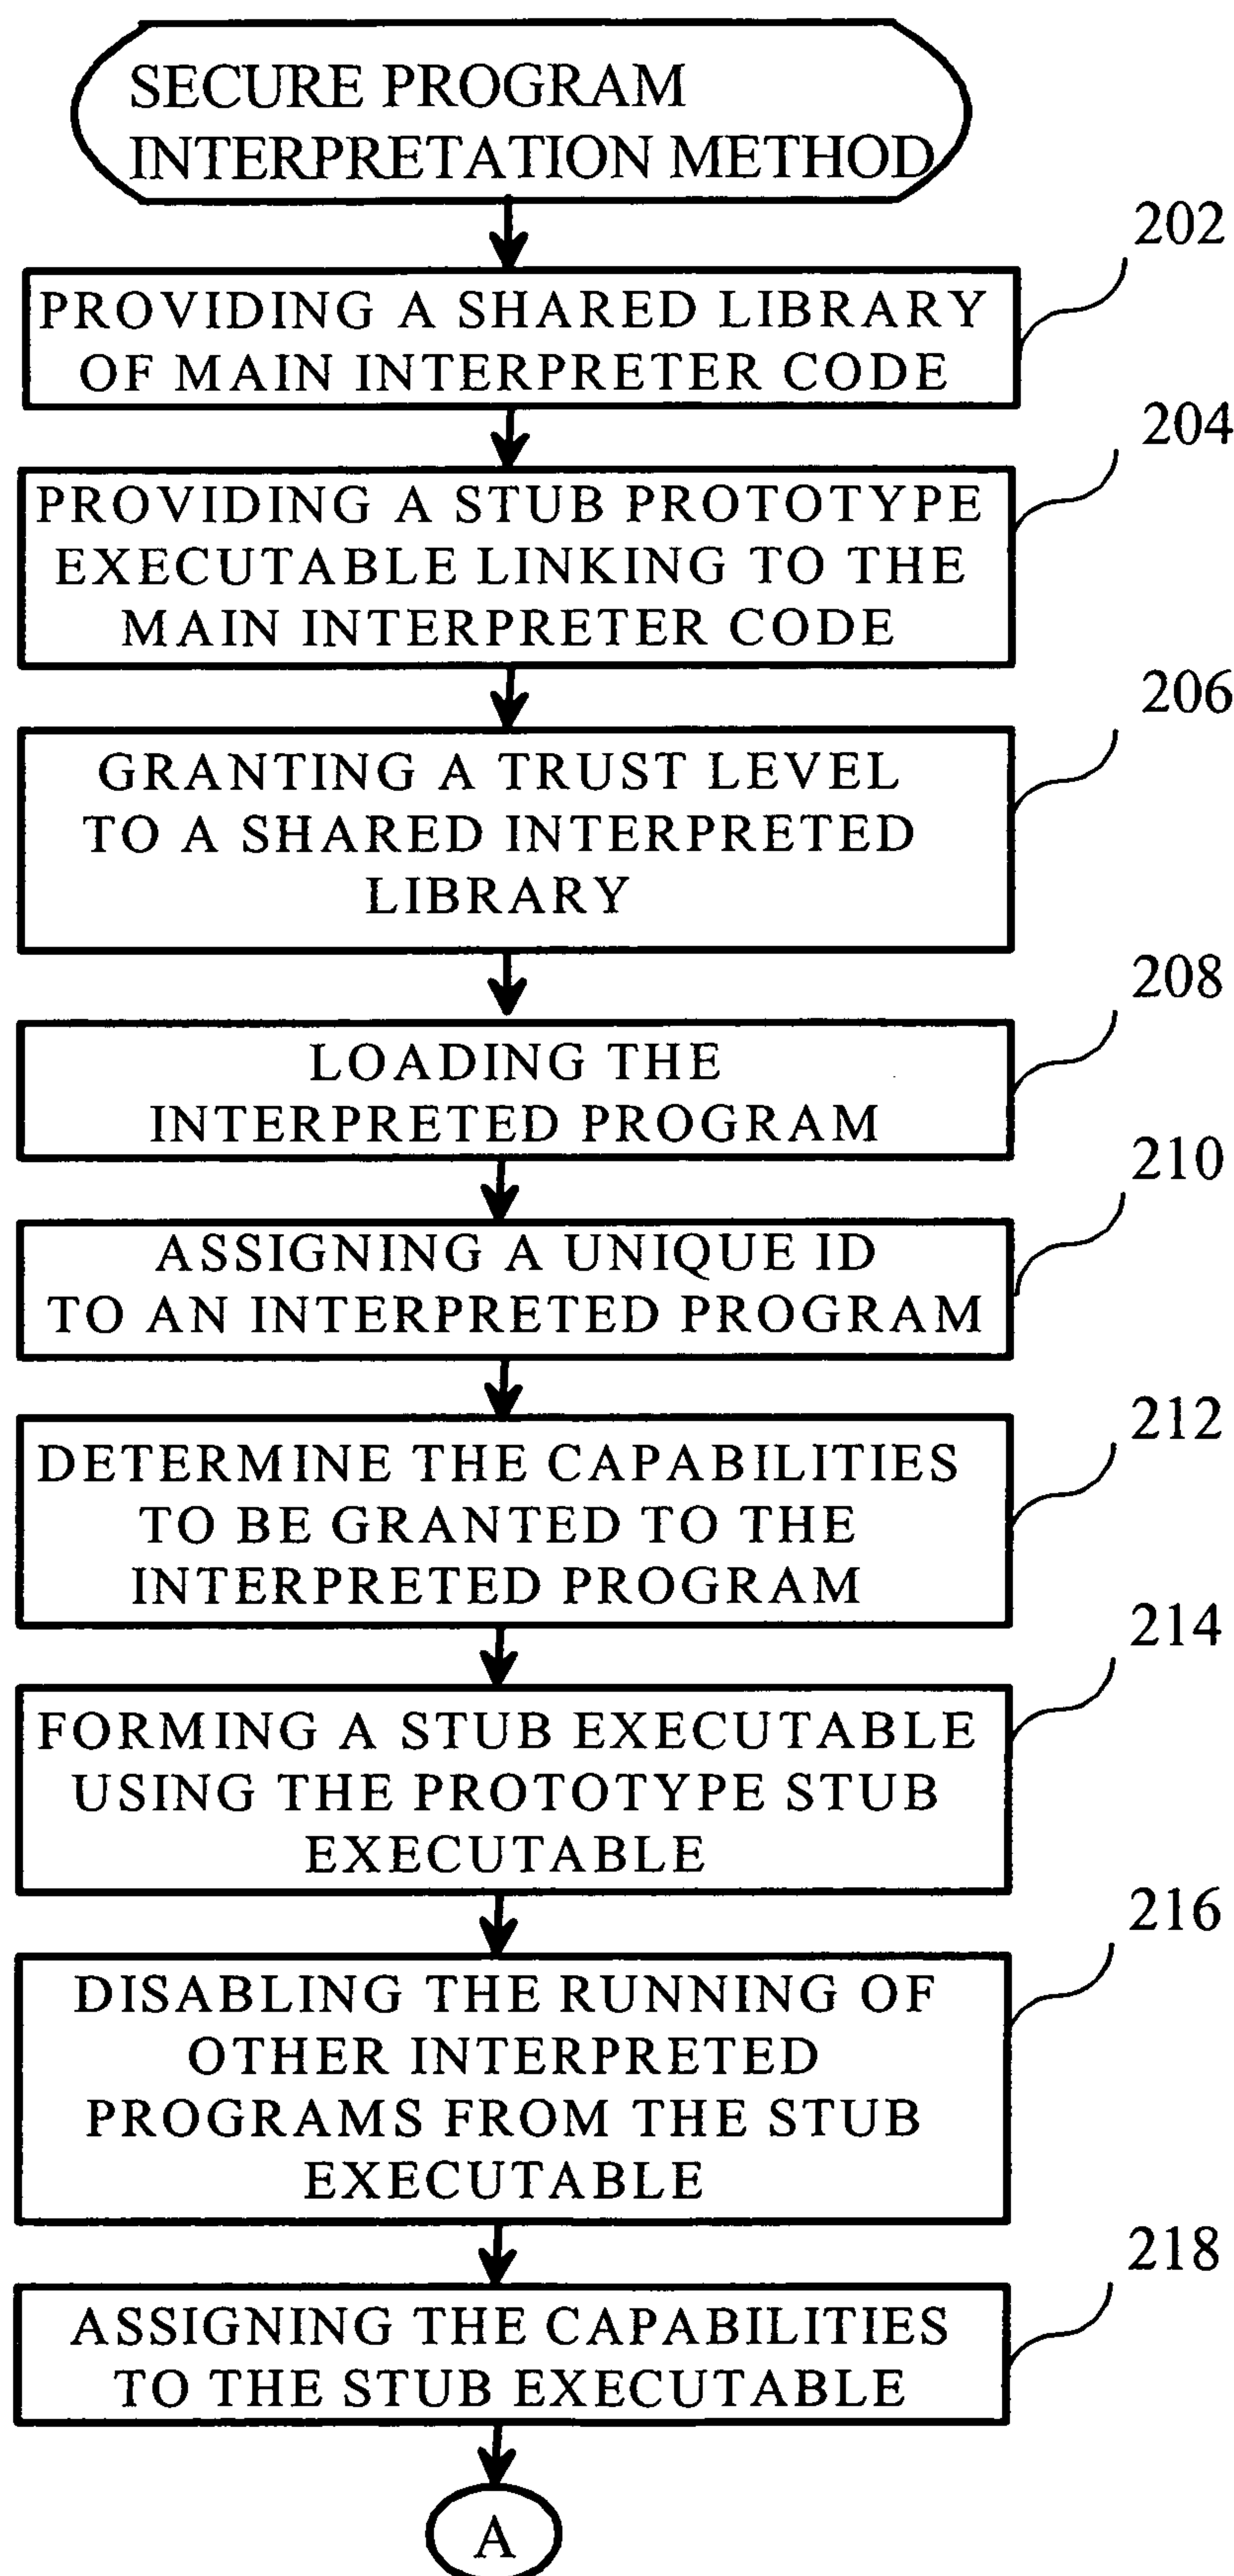 SECURE PROGRAM
INTERPRETATION METHOD
202
PROVIDING A SHARED LIBRARY
OF MAIN INTERPRETER CODE
204
PROVIDING A STUB PROTOTYPE
EXECUTABLE LINKING TO THE
MAIN INTERPRETER CODE
206
GRANTING A TRUST LEVEL
TO A SHARED INTERPRETED
LIBRARY
208
LOADING THE
INTERPRETED PROGRAM
210
ASSIGNING A UNIQUE ID
TO AN INTERPRETED PROGRAM
212
DETERMINE THE CAPABILITIES
TO BE GRANTED TO THE
INTERPRETED PROGRAM
214
FORMING A STUB EXECUTABLE
USING THE PROTOTYPE STUB
EXECUTABLE
216
DISABLING THE RUNNING OF
OTHER INTERPRETED
PROGRAMS FROM THE STUB
EXECUTABLE
218
ASSIGNING THE CAPABILITIES
TO THE STUB EXECUTABLE
A